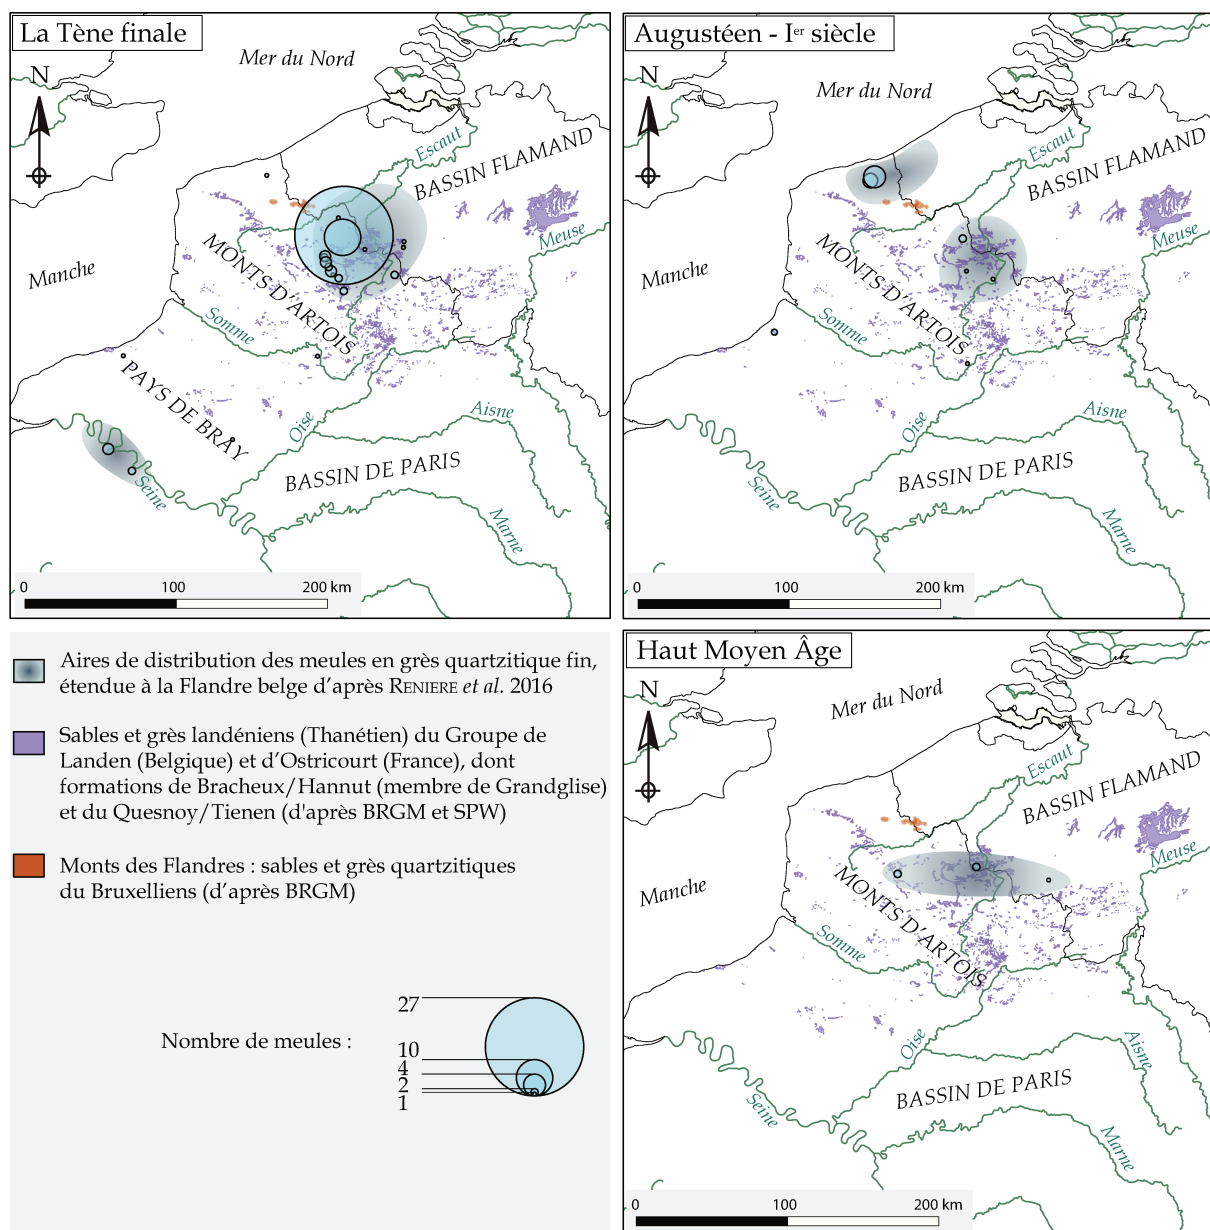 La Tène finale
Mer du Nord
N
Escaut
BASSIN FLAMAND
Meuse
MONTS D'ARTOIS
Manche
Somme
PAYS DE BRAY
Oise
Aisne
BASSIN DE PARIS
Seine
Marne
0 100 200 km
Augustéen - Ier siècle
Mer du Nord
N
Escaut
BASSIN FLAMAND
Meuse
MONTS D'ARTOIS
Manche
Somme
Oise
Aisne
BASSIN DE PARIS
Seine
Marne
0 100 200 km
Aires de distribution des meules en grès quartzitique fin,
étendue à la Flandre belge d'après RENIERE et al. 2016
Sables et grès landéniens (Thanétien) du Groupe de
Landen (Belgique) et d'Ostricourt (France), dont
formations de Bracheux/Hannut (membre de Grandglise)
et du Quesnoy/Tienen (d'après BRGM et SPW)
Monts des Flandres : sables et grès quartzitiques
du Bruxelliens (d'après BRGM)
Nombre de meules :
27
10
4
2
1
Haut Moyen Âge
Mer du Nord
N
Escaut
BASSIN FLAMAND
Meuse
Manche
MONTS D'ARTOIS
Somme
Oise
Aisne
BASSIN DE PARIS
Seine
Marne
0 100 200 km